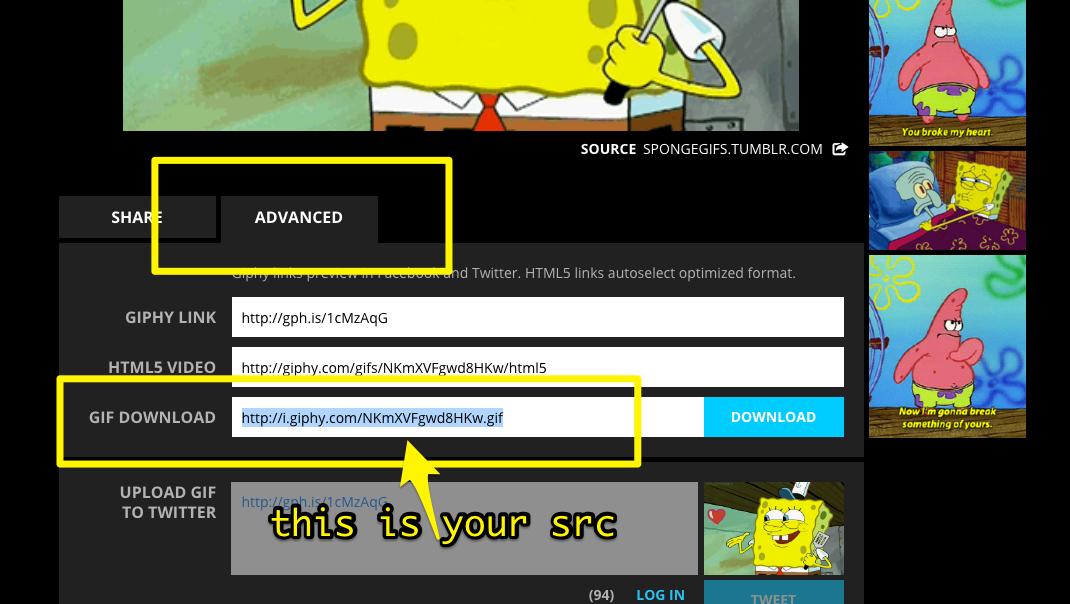 SOURCE SPONGEGIFS.TUMBLR.COM
You broke my heart.
SHARE
ADVANCED
Giphy links preview in Facebook and Twitter. HTML5 links autoselect optimized format.
GIPHY LINK http://gph.is/1cMzAqG
HTML5 VIDEO http://giphy.com/gifs/NKmXVFgwd8HKw/html5
GIF DOWNLOAD http://i.giphy.com/NKmXVFgwd8HKw.gif DOWNLOAD
Now I'm gonna break
something of yours.
UPLOAD GIF
TO TWITTER
http://gph.is/1cMzAqG
this is your src
(94) LOG IN
TWEET